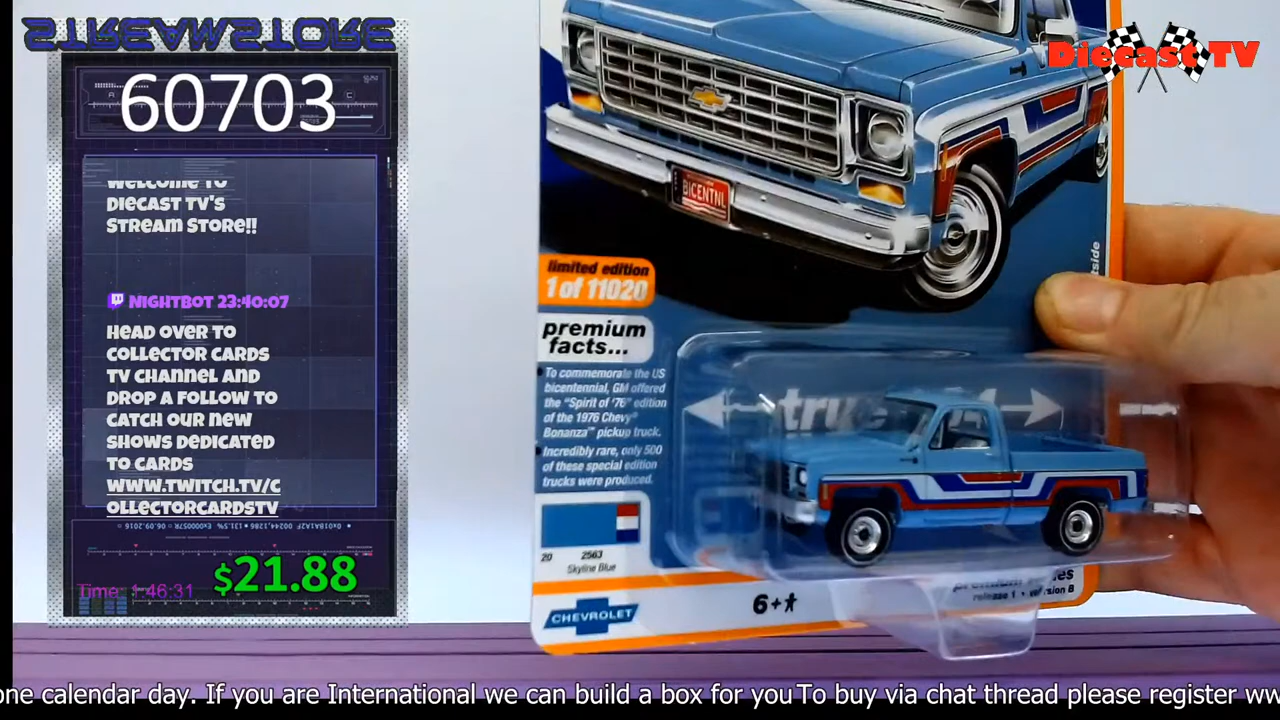 STREAM STORE
60703
WELCOME TO
DIECAST TV'S
STREAM STORE!!
NIGHTBOT 23:40:07
HEAD OVER TO
COLLECTOR CARDS
TV CHANNEL AND
DROP A FOLLOW TO
CATCH OUR NEW
SHOWS DEDICATED
TO CARDS
WWW.TWITCH.TV/C
OLLECTORCARDSTV
Time: 1:46:31
$21.88
Diecast TV
BICENTNL
limited edition
1 of 11020
premium
facts...
To commemorate the US
bicentennial, GM offered
the "Spirit of '76" edition
of the 1976 Chevy
Bonanza™ pickup truck.
Incredibly rare, only 500
of these special edition
trucks were produced.
20 2563
Skyline Blue
CHEVROLET
6+
release 1
one calendar day. If you are International we can build a box for you To buy via chat thread please register